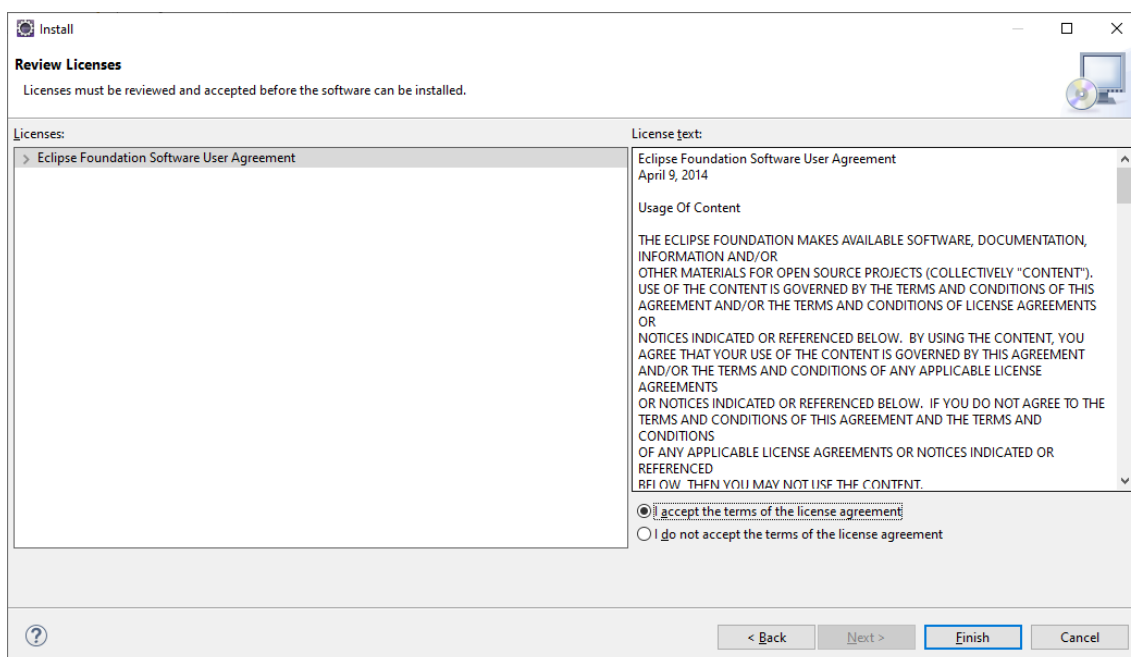 Install
Review Licenses
Licenses must be reviewed and accepted before the software can be installed.
Licenses:
Eclipse Foundation Software User Agreement
License text:
Eclipse Foundation Software User Agreement
April 9, 2014
Usage Of Content
THE ECLIPSE FOUNDATION MAKES AVAILABLE SOFTWARE, DOCUMENTATION,
INFORMATION AND/OR
OTHER MATERIALS FOR OPEN SOURCE PROJECTS (COLLECTIVELY "CONTENT").
USE OF THE CONTENT IS GOVERNED BY THE TERMS AND CONDITIONS OF THIS
AGREEMENT AND/OR THE TERMS AND CONDITIONS OF LICENSE AGREEMENTS
OR
NOTICES INDICATED OR REFERENCED BELOW.  BY USING THE CONTENT, YOU
AGREE THAT YOUR USE OF THE CONTENT IS GOVERNED BY THIS AGREEMENT
AND/OR THE TERMS AND CONDITIONS OF ANY APPLICABLE LICENSE
AGREEMENTS
OR NOTICES INDICATED OR REFERENCED BELOW.  IF YOU DO NOT AGREE TO THE
TERMS AND CONDITIONS OF THIS AGREEMENT AND THE TERMS AND
CONDITIONS
OF ANY APPLICABLE LICENSE AGREEMENTS OR NOTICES INDICATED OR
REFERENCED
BELOW, THEN YOU MAY NOT USE THE CONTENT.
I accept the terms of the license agreement
I do not accept the terms of the license agreement
?
< Back
Next >
Finish
Cancel